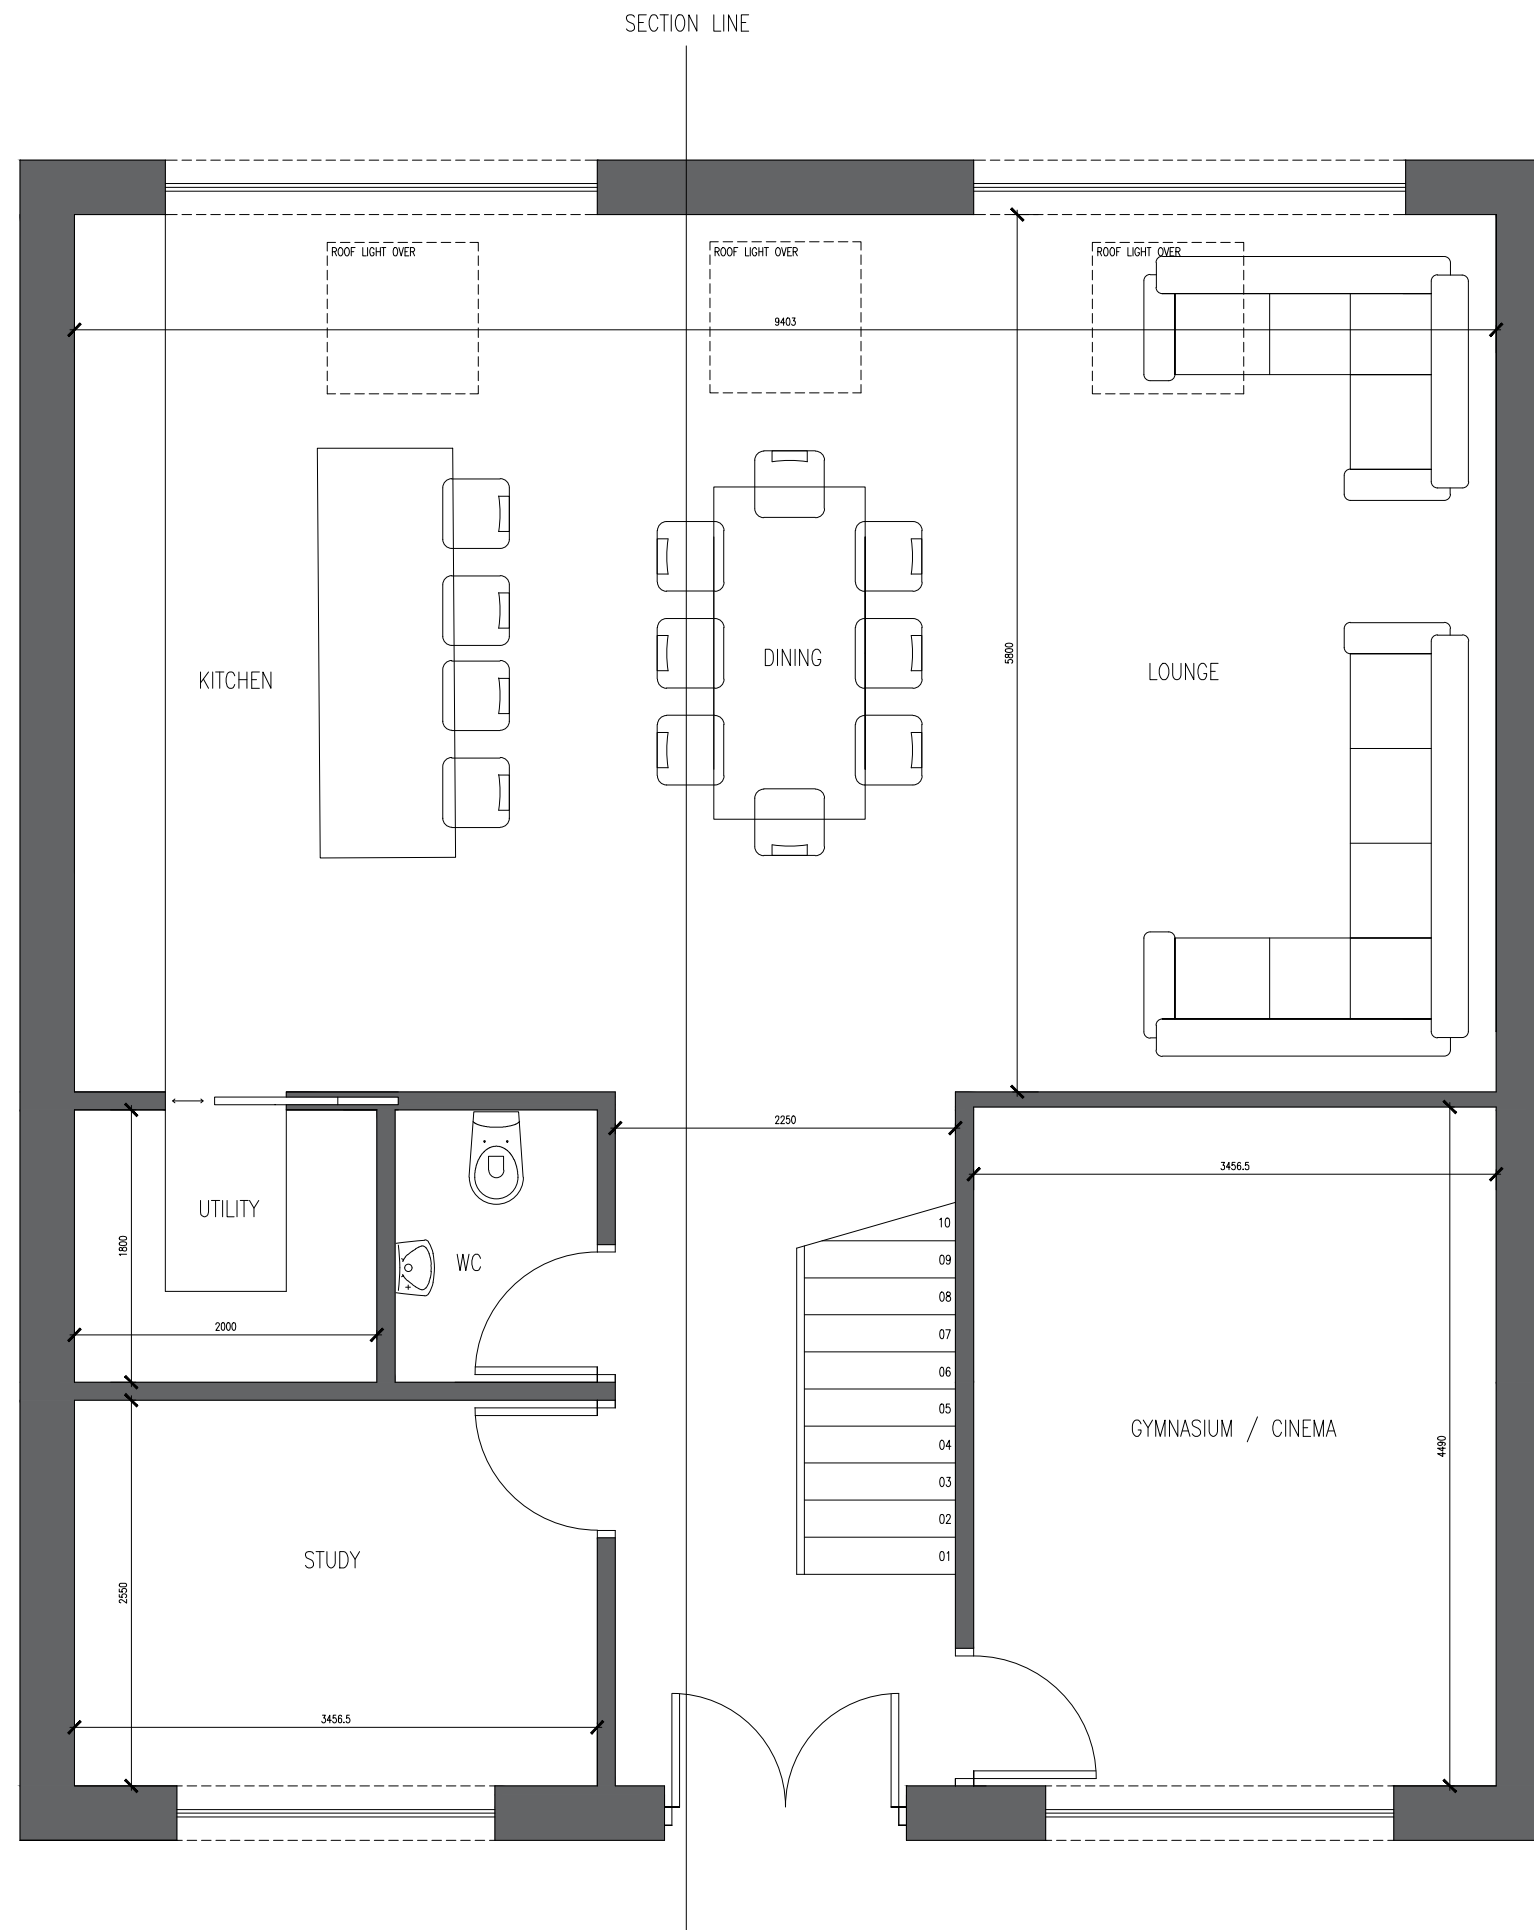 SECTION LINE
ROOF LIGHT OVER
ROOF LIGHT OVER
ROOF LIGHT OVER
9403
5800
KITCHEN
DINING
LOUNGE
2250
3456.5
UTILITY
1800
WC
2000
10
09
08
07
06
05
04
03
02
01
GYMNASIUM / CINEMA
4490
STUDY
2550
3456.5